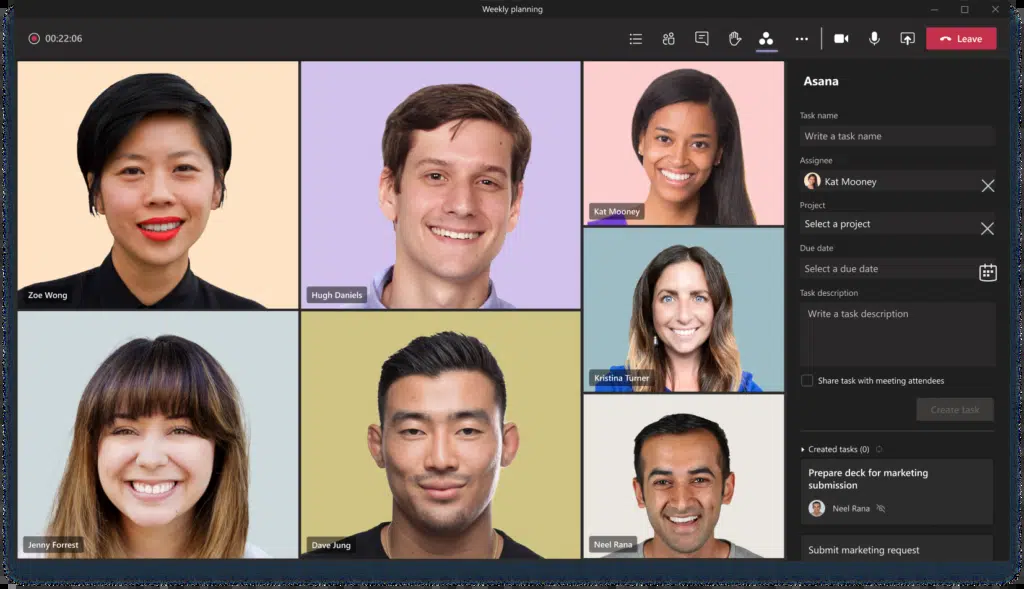 Weekly planning
00:22:06
Leave
Zoe Wong
Hugh Daniels
Kat Mooney
Kristina Turner
Jenny Forrest
Dave Jung
Neel Rana
Asana
Task name
Write a task name
Assignee
Kat Mooney
Project
Select a project
Due date
Select a due date
Task description
Write a task description
Share task with meeting attendees
Create task
Created tasks (0)
Prepare deck for marketing
submission
Neel Rana
Submit marketing request